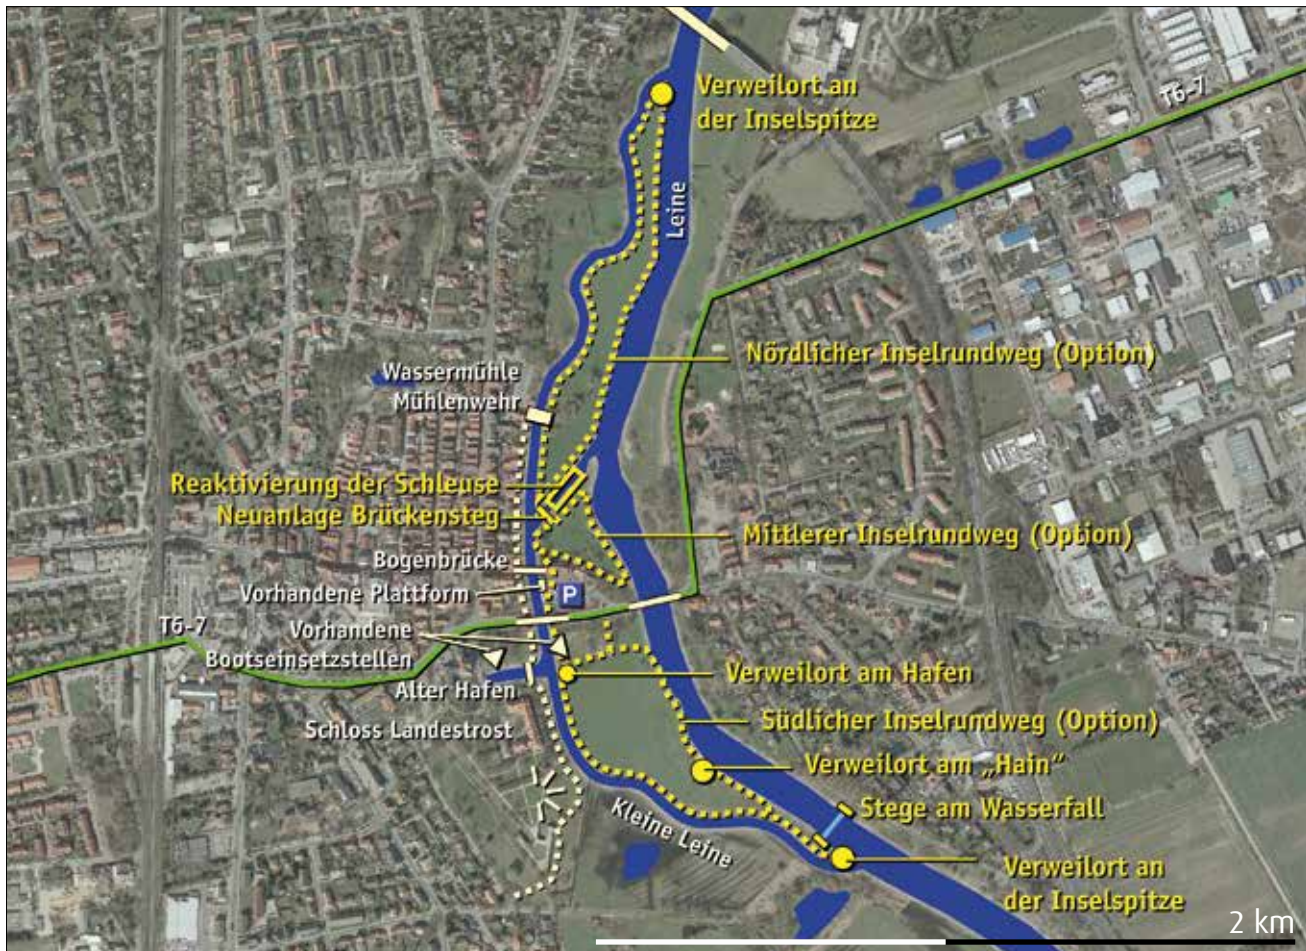 Verweilort an
der Inselspitze
T6-7
Leine
Nördlicher Inselrundweg (Option)
Wassermühle
Mühlenwehr
Reaktivierung der Schleuse
Neuanlage Brückensteg
Mittlerer Inselrundweg (Option)
Bogenbrücke
Vorhandene Plattform
P
T6-7
Vorhandene
Bootseinsetzstellen
Alter Hafen
Verweilort am Hafen
Schloss Landestrost
Südlicher Inselrundweg (Option)
Verweilort am „Hain“
Stege am Wasserfall
Kleine Leine
Verweilort an
der Inselspitze
2 km